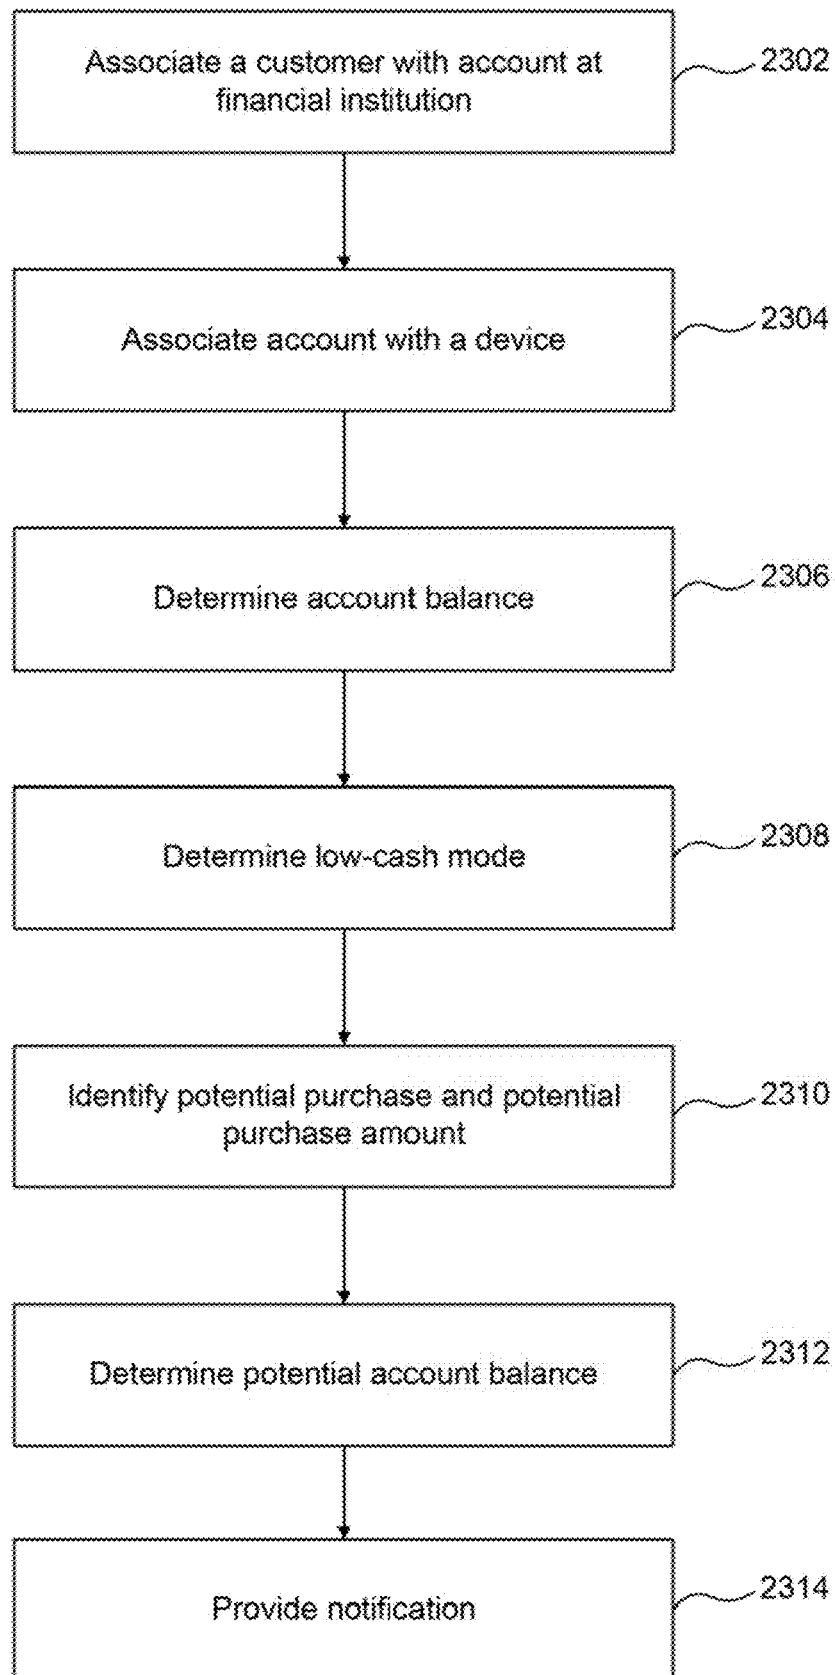 Associate a customer with account at
financial institution
2302
Associate account with a device
2304
Determine account balance
2306
Determine low-cash mode
2308
Identify potential purchase and potential
purchase amount
2310
Determine potential account balance
2312
Provide notification
2314